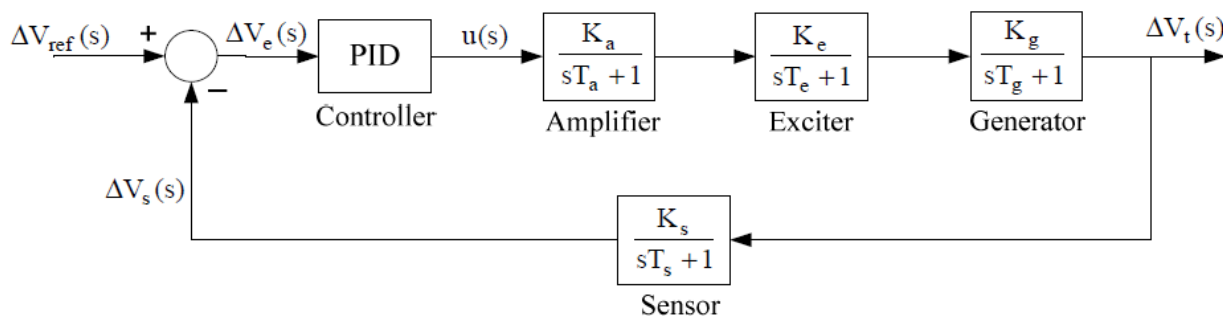 ΔV_ref(s)
+
−
ΔV_e(s)
PID
Controller
u(s)
K_a
sT_a + 1
Amplifier
K_e
sT_e + 1
Exciter
K_g
sT_g + 1
Generator
ΔV_t(s)
ΔV_s(s)
K_s
sT_s + 1
Sensor